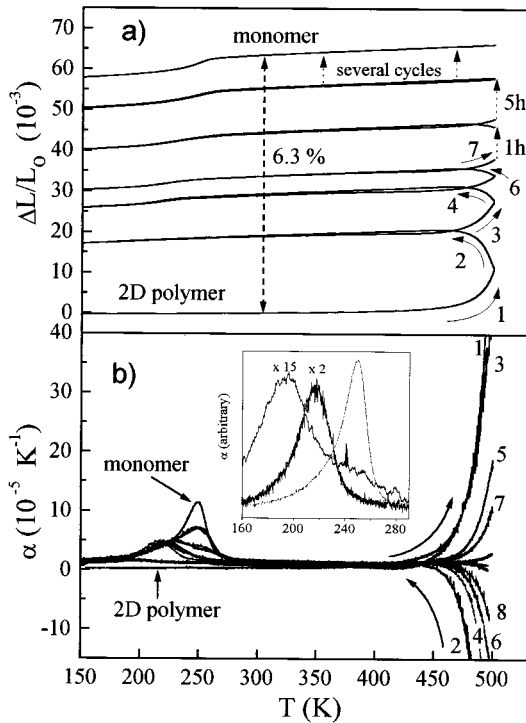 a)
monomer
several cycles
5h
1h
6.3 %
7
6
4
3
2
1
2D polymer
ΔL/L₀ (10⁻³)
70
60
50
40
30
20
10
0
b)
x 15
x 2
α (arbitrary)
160 200 240 280
1
3
5
7
monomer
2D polymer
2 4 6
8
α (10⁻⁵ K⁻¹)
40
30
20
10
0
-10
150 200 250 300 350 400 450 500
T (K)